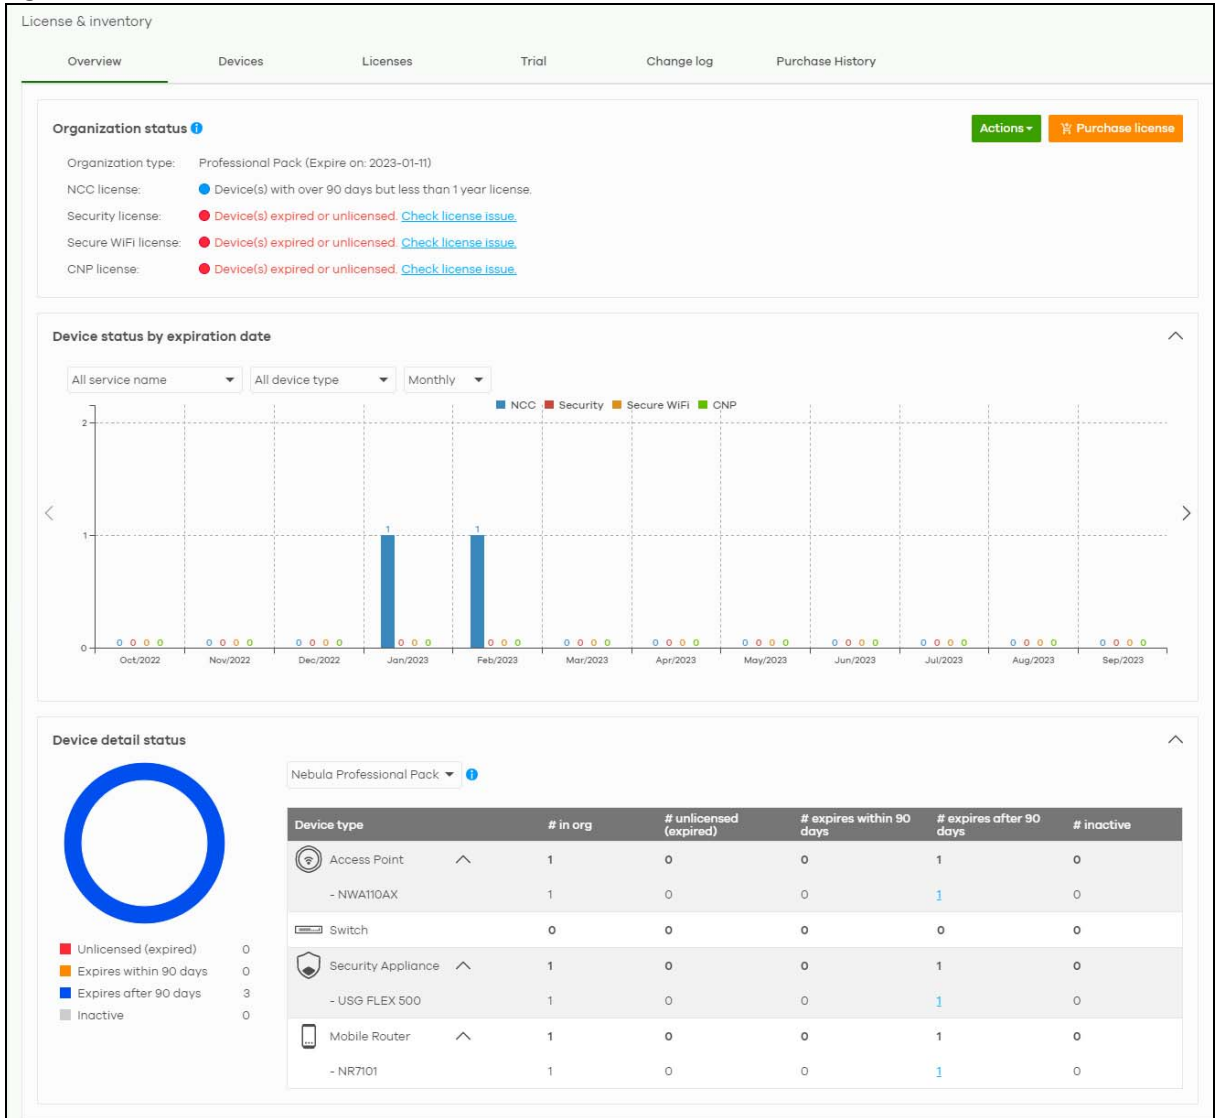 License & inventory
Overview Devices Licenses Trial Change log Purchase History
Organization status Actions Purchase license
Organization type: Professional Pack (Expire on: 2023-01-11)
NCC license: Device(s) with over 90 days but less than 1 year license.
Security license: Device(s) expired or unlicensed. Check license issue.
Secure WiFi license: Device(s) expired or unlicensed. Check license issue.
CNP license: Device(s) expired or unlicensed. Check license issue.
Device status by expiration date
All service name All device type Monthly
NCC Security Secure WiFi CNP
2
1 1
1
0 0 0 0 0 0 0 0 0 0 0 0 0 0 0 0 0 0 0 0 0 0 0 0 0 0 0 0 0 0 0 0 0 0 0 0 0 0 0 0 0 0 0 0 0 0
0
Oct/2022 Nov/2022 Dec/2022 Jan/2023 Feb/2023 Mar/2023 Apr/2023 May/2023 Jun/2023 Jul/2023 Aug/2023 Sep/2023
Device detail status
Nebula Professional Pack
Unlicensed (expired) 0
Expires within 90 days 0
Expires after 90 days 3
Inactive 0
Device type # in org # unlicensed (expired) # expires within 90 days # expires after 90 days # inactive
Access Point 1 0 0 1 0
- NWA110AX 1 0 0 1 0
Switch 0 0 0 0 0
Security Appliance 1 0 0 1 0
- USG FLEX 500 1 0 0 1 0
Mobile Router 1 0 0 1 0
- NR7101 1 0 0 1 0